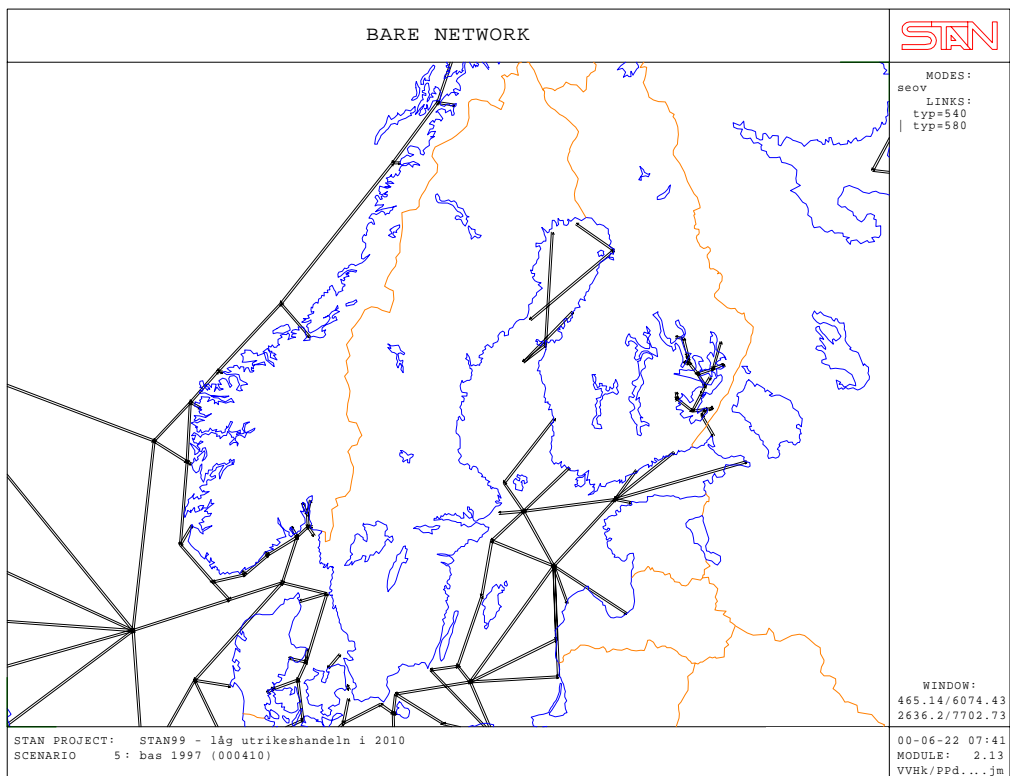 BARE NETWORK
STAN
MODES:
seov
LINKS:
typ=540
| typ=580
WINDOW:
465.14/6074.43
2636.2/7702.73
STAN PROJECT: STAN99 - låg utrikeshandeln i 2010
SCENARIO 5: bas 1997 (000410)
00-06-22 07:41
MODULE: 2.13
VVHk/PPd....jm